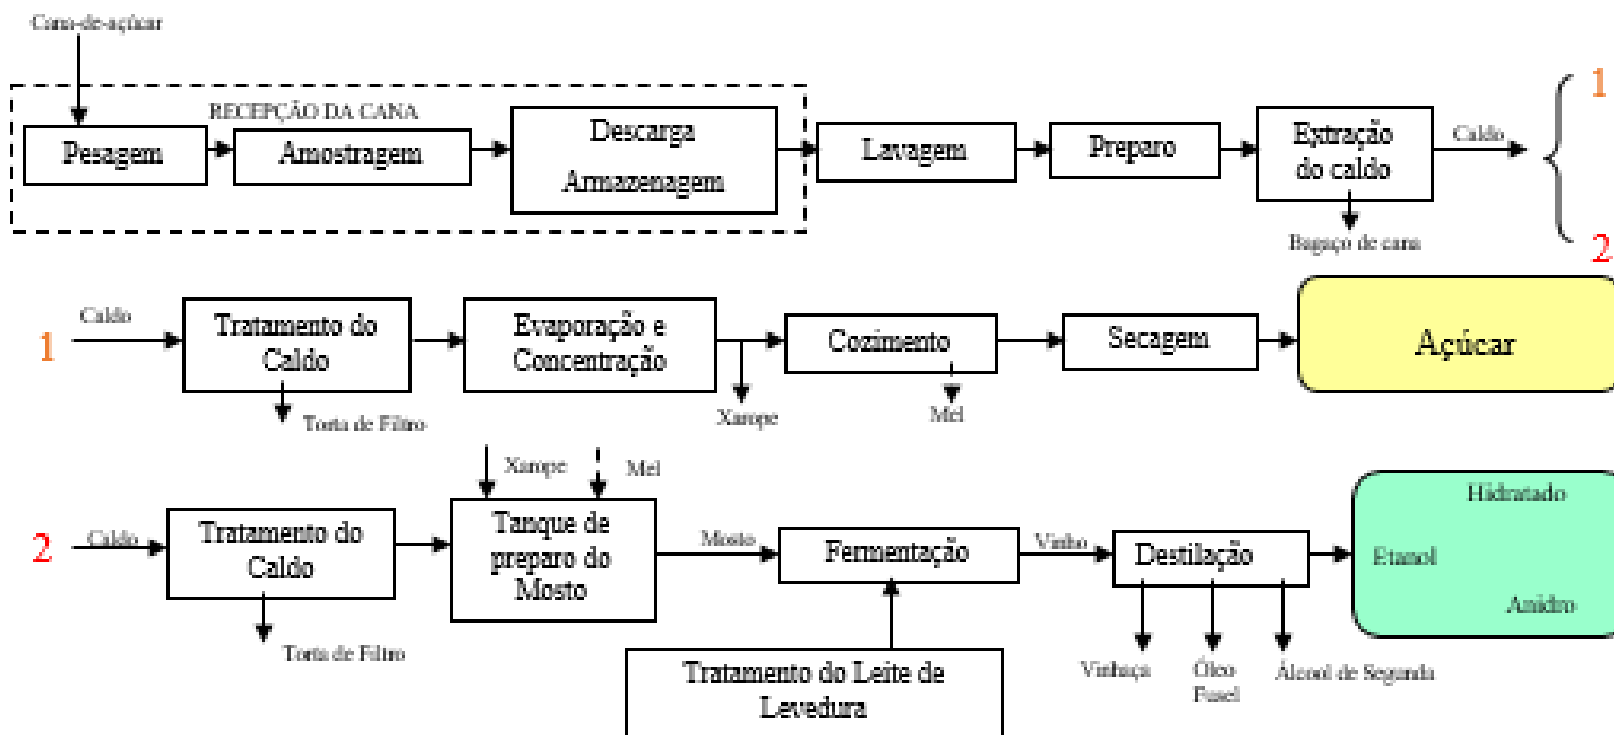 Cana-de-açúcar
RECEPÇÃO DA CANA
Pesagem
Amostragem
Descarga
Armazenagem
Lavagem
Preparo
Extração
do caldo
Caldo
Bagaço de cana
1
2
1
Caldo
Tratamento do
Caldo
Torta de Filtro
Evaporação e
Concentração
Xarope
Cozimento
Mel
Secagem
Açúcar
2
Caldo
Tratamento do
Caldo
Torta de Filtro
Xarope
Mel
Tanque de
preparo do
Mosto
Mosto
Fermentação
Tratamento do Leite de
Levedura
Vinho
Destilação
Vinhaça
Óleo
Fusel
Álcool de Segunda
Hidratado
Etanol
Anidro